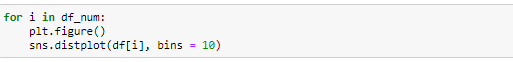 for i in df_num:
    plt.figure()
    sns.distplot(df[i], bins = 10)